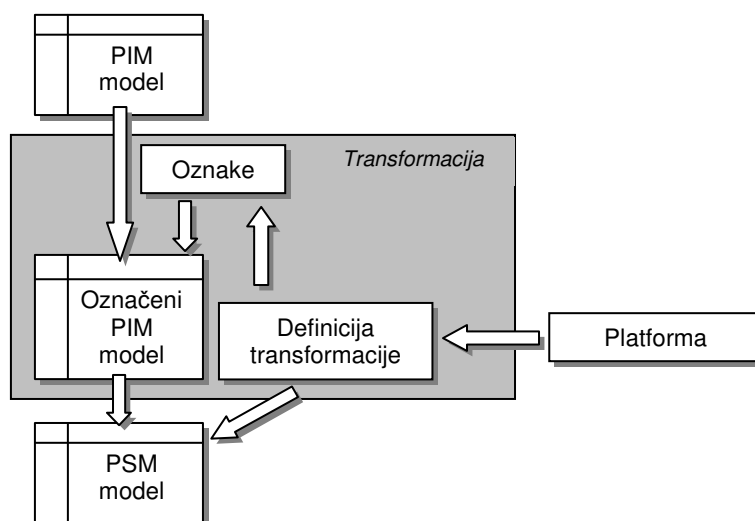 PIM
model
Transformacija
Oznake
Označeni
PIM
model
Definicija
transformacije
Platforma
PSM
model